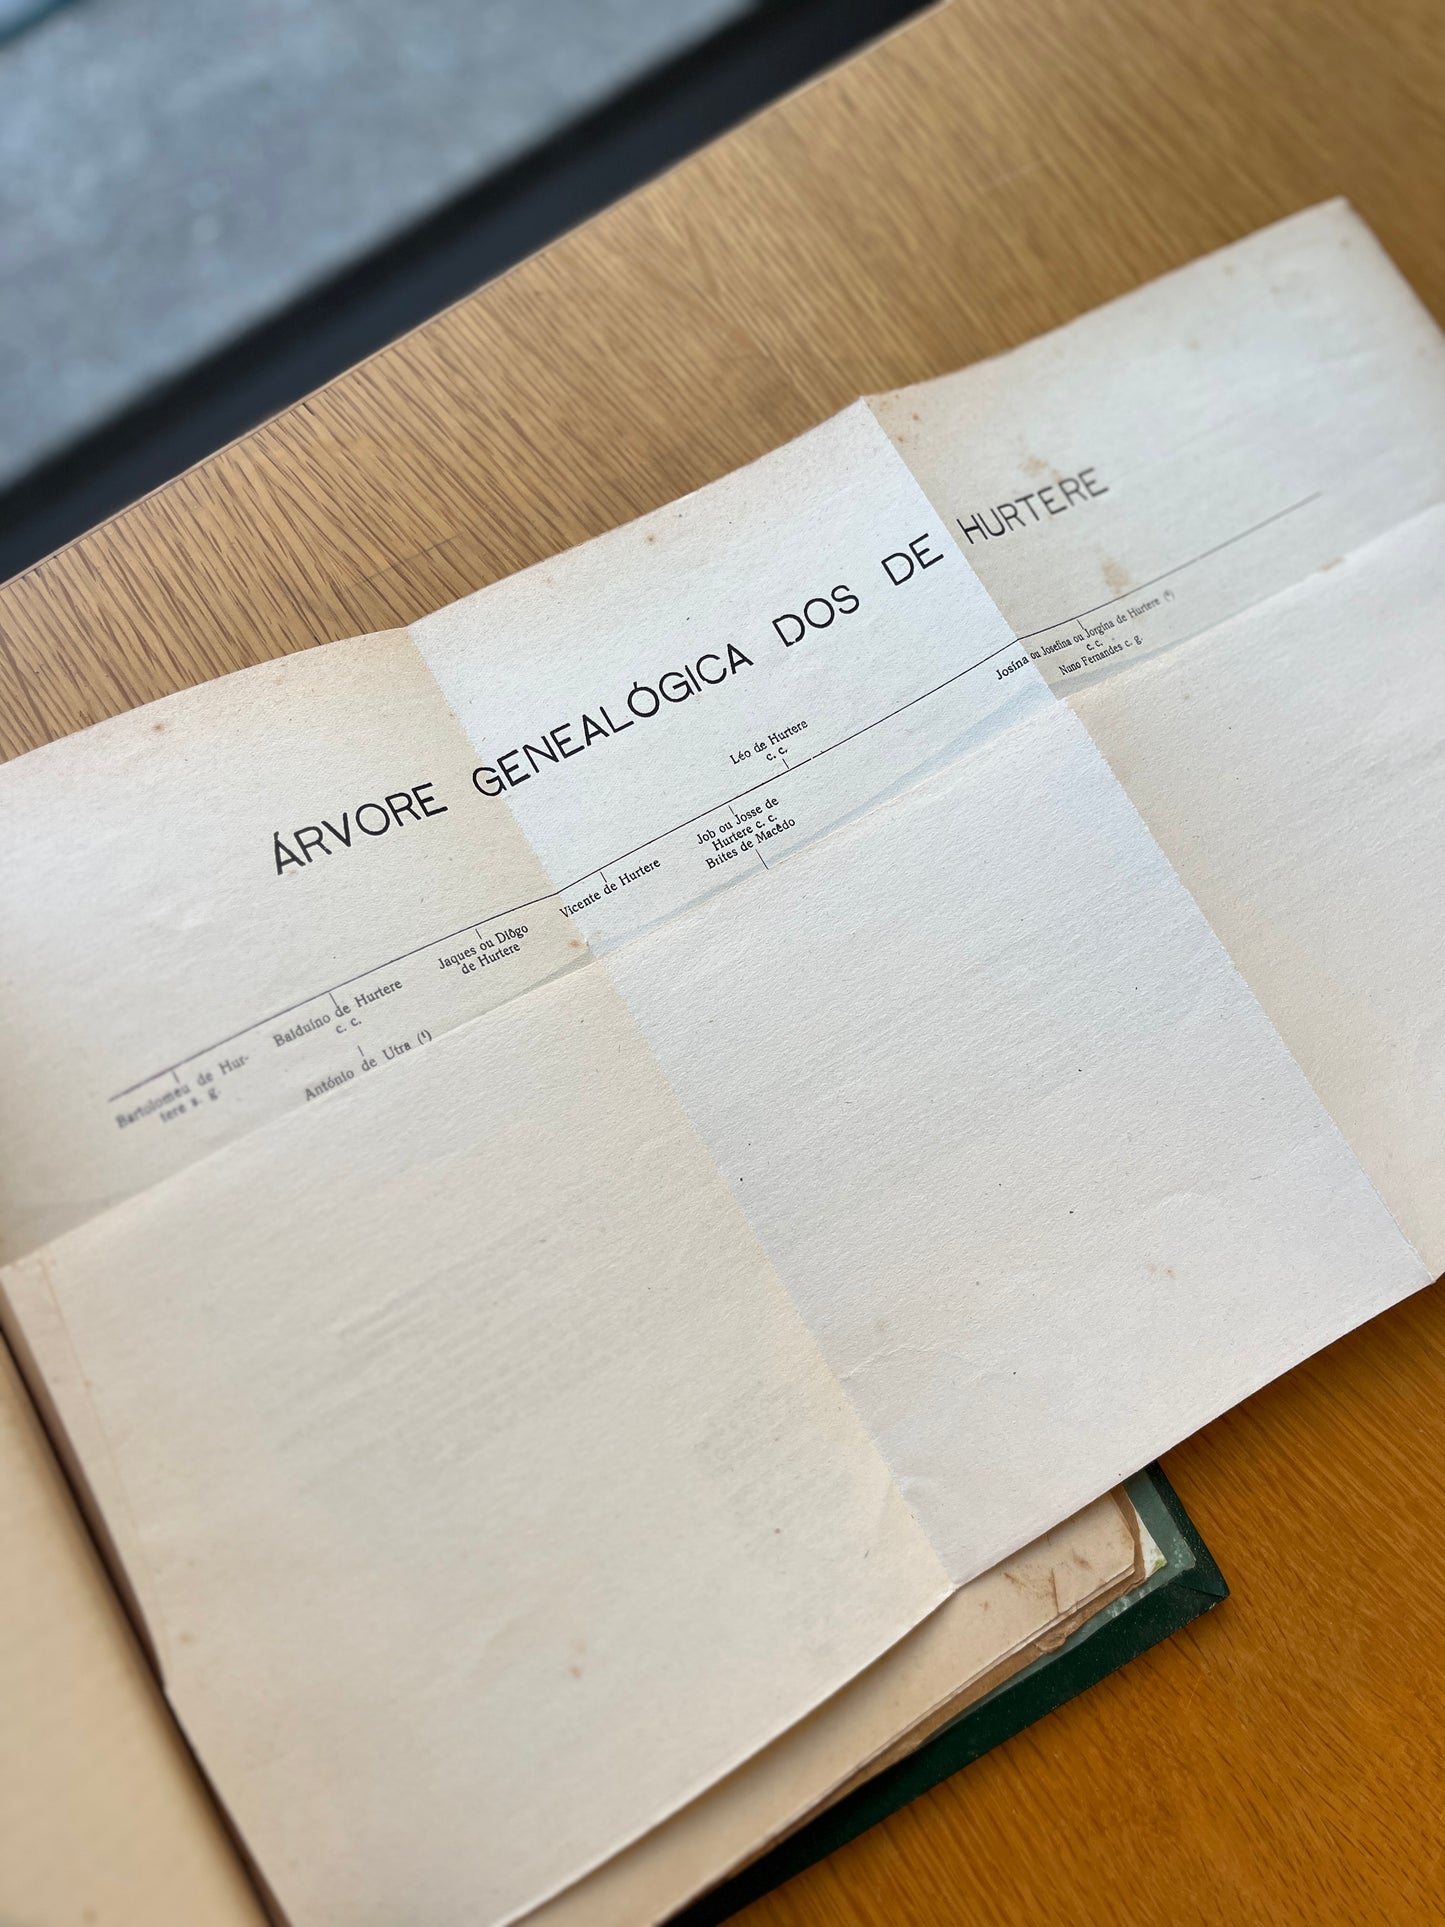 ÁRVORE GENEALÓGICA DOS DE HURTERE
Léo de Hurtere
c. c.
Bartolomeu de Hur-
tere s. g.
Balduíno de Hurtere
c. c.
António de Utra (¹)
Jaques ou Diôgo
de Hurtere
Vicente de Hurtere
Job ou Josse de
Hurtere c. c.
Brites de Macêdo
Josina ou Josefina ou Jorgina de Hurtere
c. c.
Nuno Fernandes c. g.